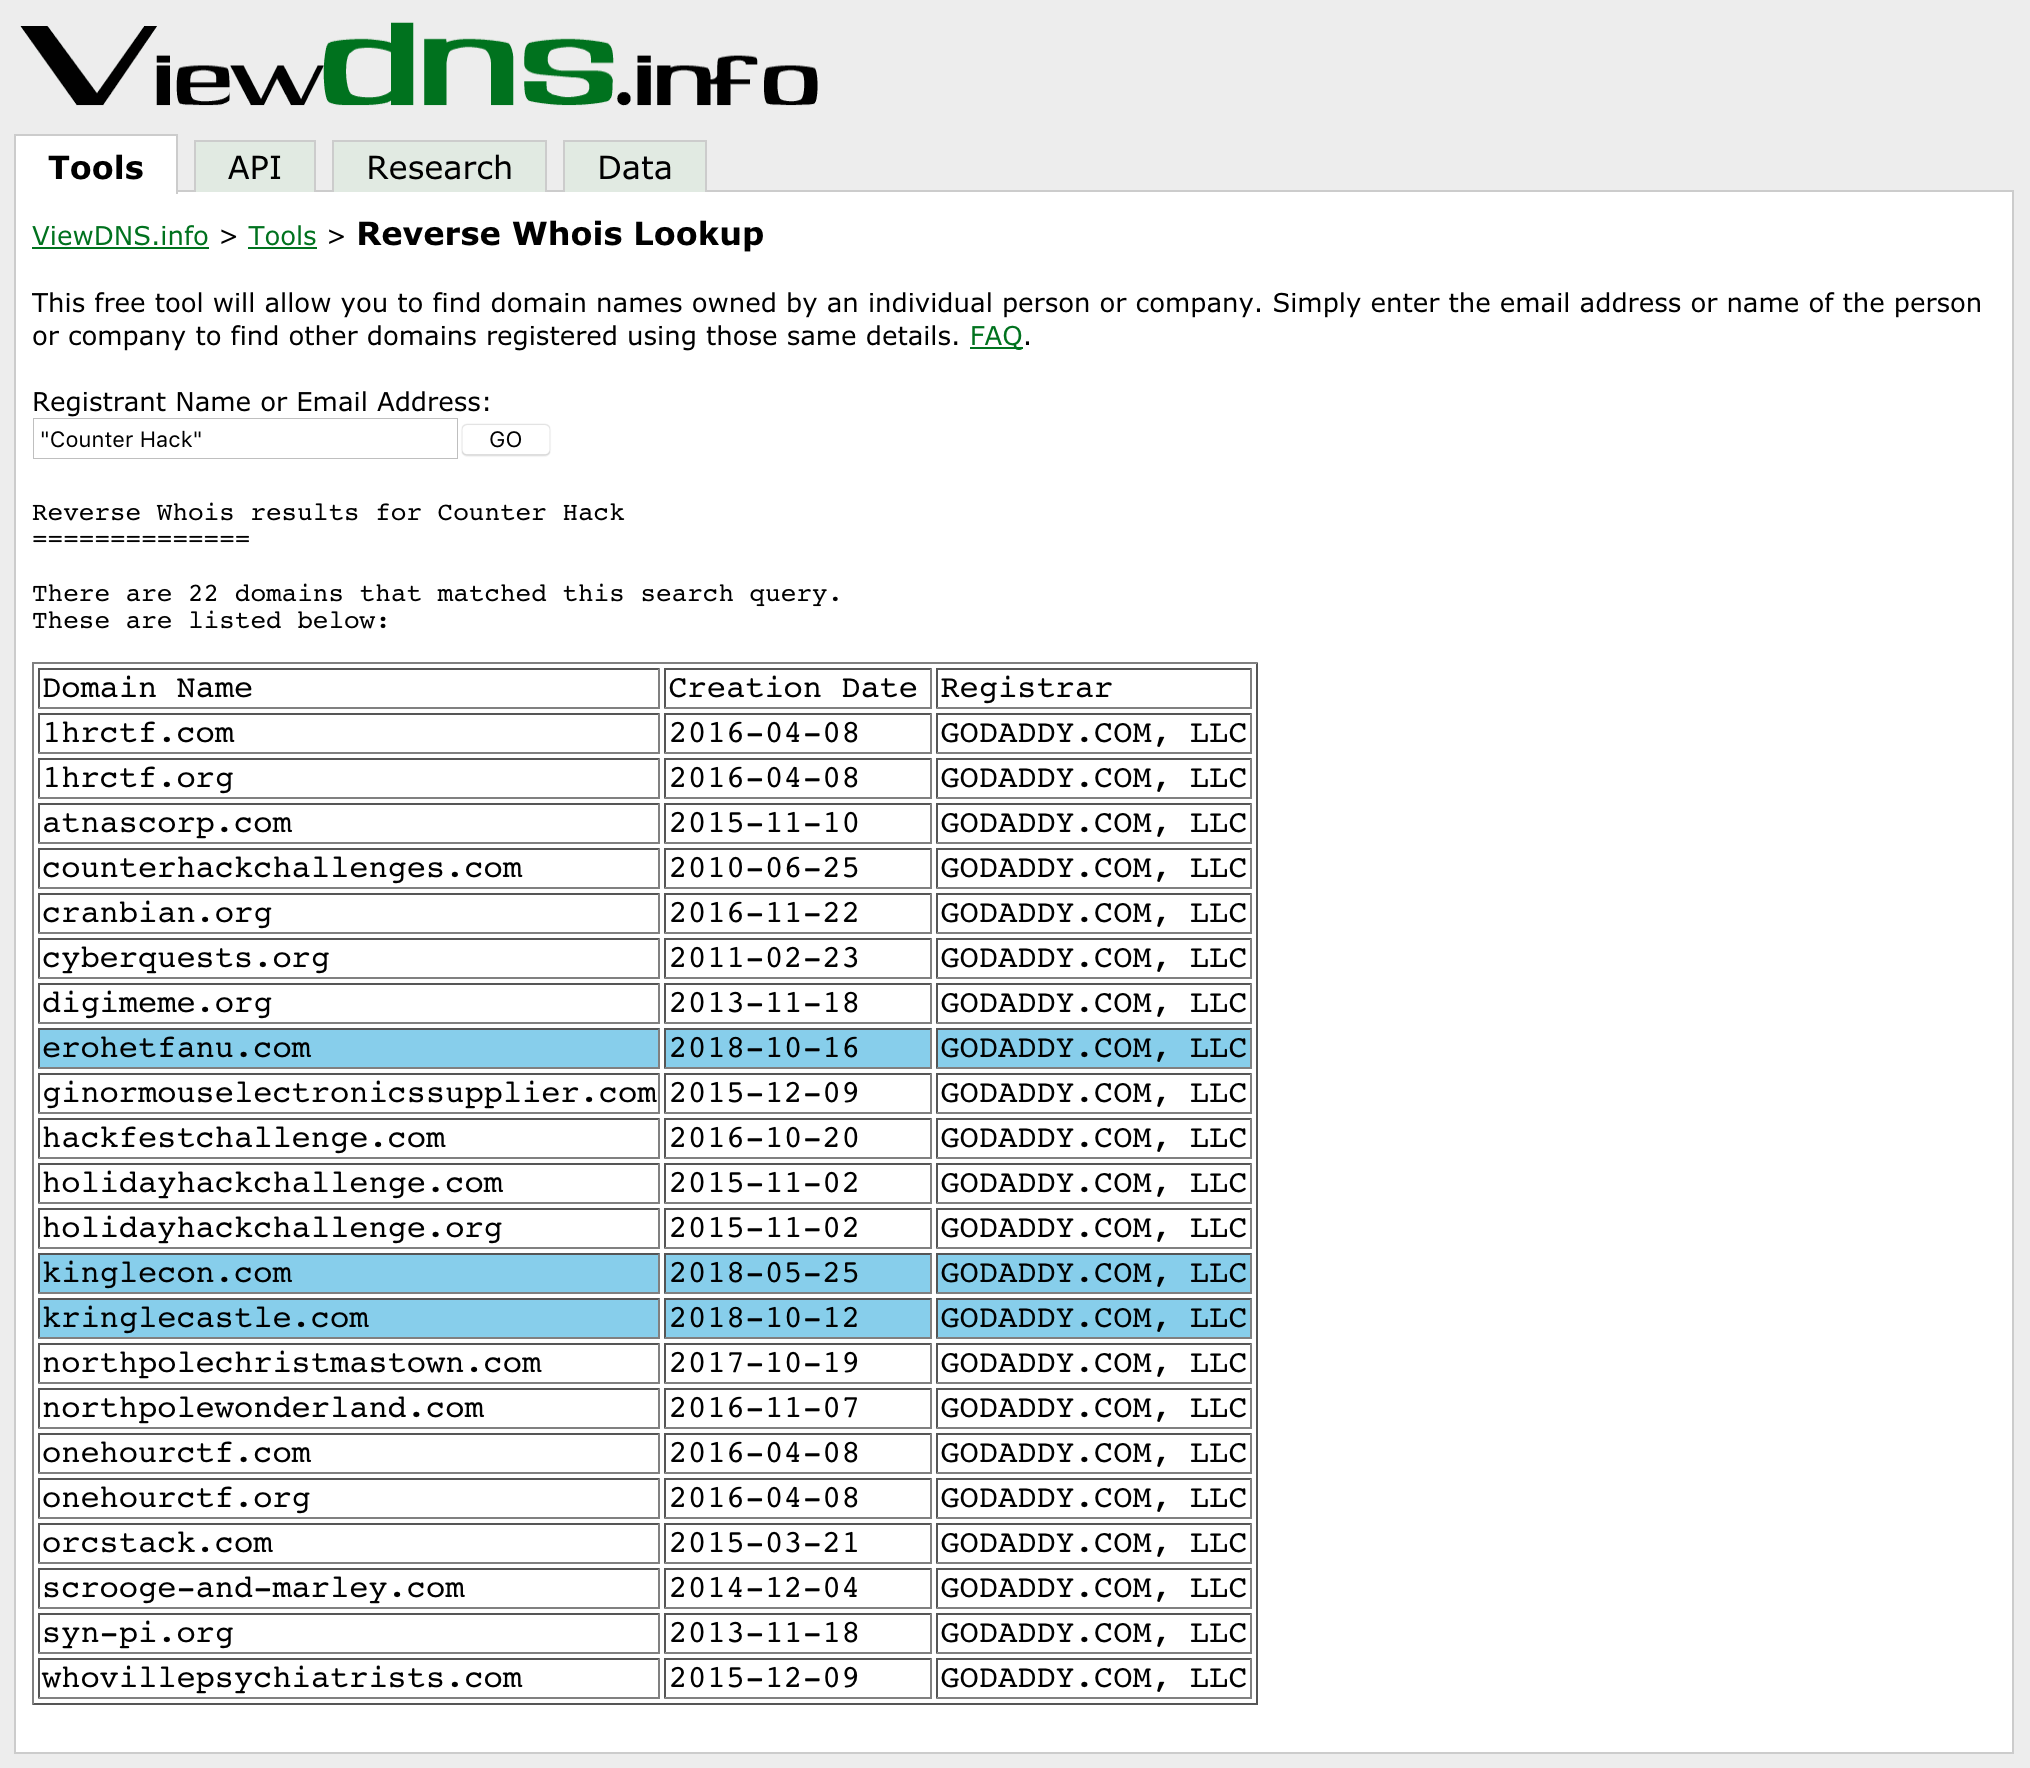 Viewdns.info
Tools API Research Data
ViewDNS.info > Tools > Reverse Whois Lookup
This free tool will allow you to find domain names owned by an individual person or company. Simply enter the email address or name of the person
or company to find other domains registered using those same details. FAQ.
Registrant Name or Email Address:
"Counter Hack" GO
Reverse Whois results for Counter Hack
==============
There are 22 domains that matched this search query.
These are listed below:
Domain Name Creation Date Registrar
1hrctf.com 2016-04-08 GODADDY.COM, LLC
1hrctf.org 2016-04-08 GODADDY.COM, LLC
atnascorp.com 2015-11-10 GODADDY.COM, LLC
counterhackchallenges.com 2010-06-25 GODADDY.COM, LLC
cranbian.org 2016-11-22 GODADDY.COM, LLC
cyberquests.org 2011-02-23 GODADDY.COM, LLC
digimeme.org 2013-11-18 GODADDY.COM, LLC
erohetfanu.com 2018-10-16 GODADDY.COM, LLC
ginormouselectronicssupplier.com 2015-12-09 GODADDY.COM, LLC
hackfestchallenge.com 2016-10-20 GODADDY.COM, LLC
holidayhackchallenge.com 2015-11-02 GODADDY.COM, LLC
holidayhackchallenge.org 2015-11-02 GODADDY.COM, LLC
kinglecon.com 2018-05-25 GODADDY.COM, LLC
kringlecastle.com 2018-10-12 GODADDY.COM, LLC
northpolechristmastown.com 2017-10-19 GODADDY.COM, LLC
northpolewonderland.com 2016-11-07 GODADDY.COM, LLC
onehourctf.com 2016-04-08 GODADDY.COM, LLC
onehourctf.org 2016-04-08 GODADDY.COM, LLC
orcstack.com 2015-03-21 GODADDY.COM, LLC
scrooge-and-marley.com 2014-12-04 GODADDY.COM, LLC
syn-pi.org 2013-11-18 GODADDY.COM, LLC
whovillepsychiatrists.com 2015-12-09 GODADDY.COM, LLC